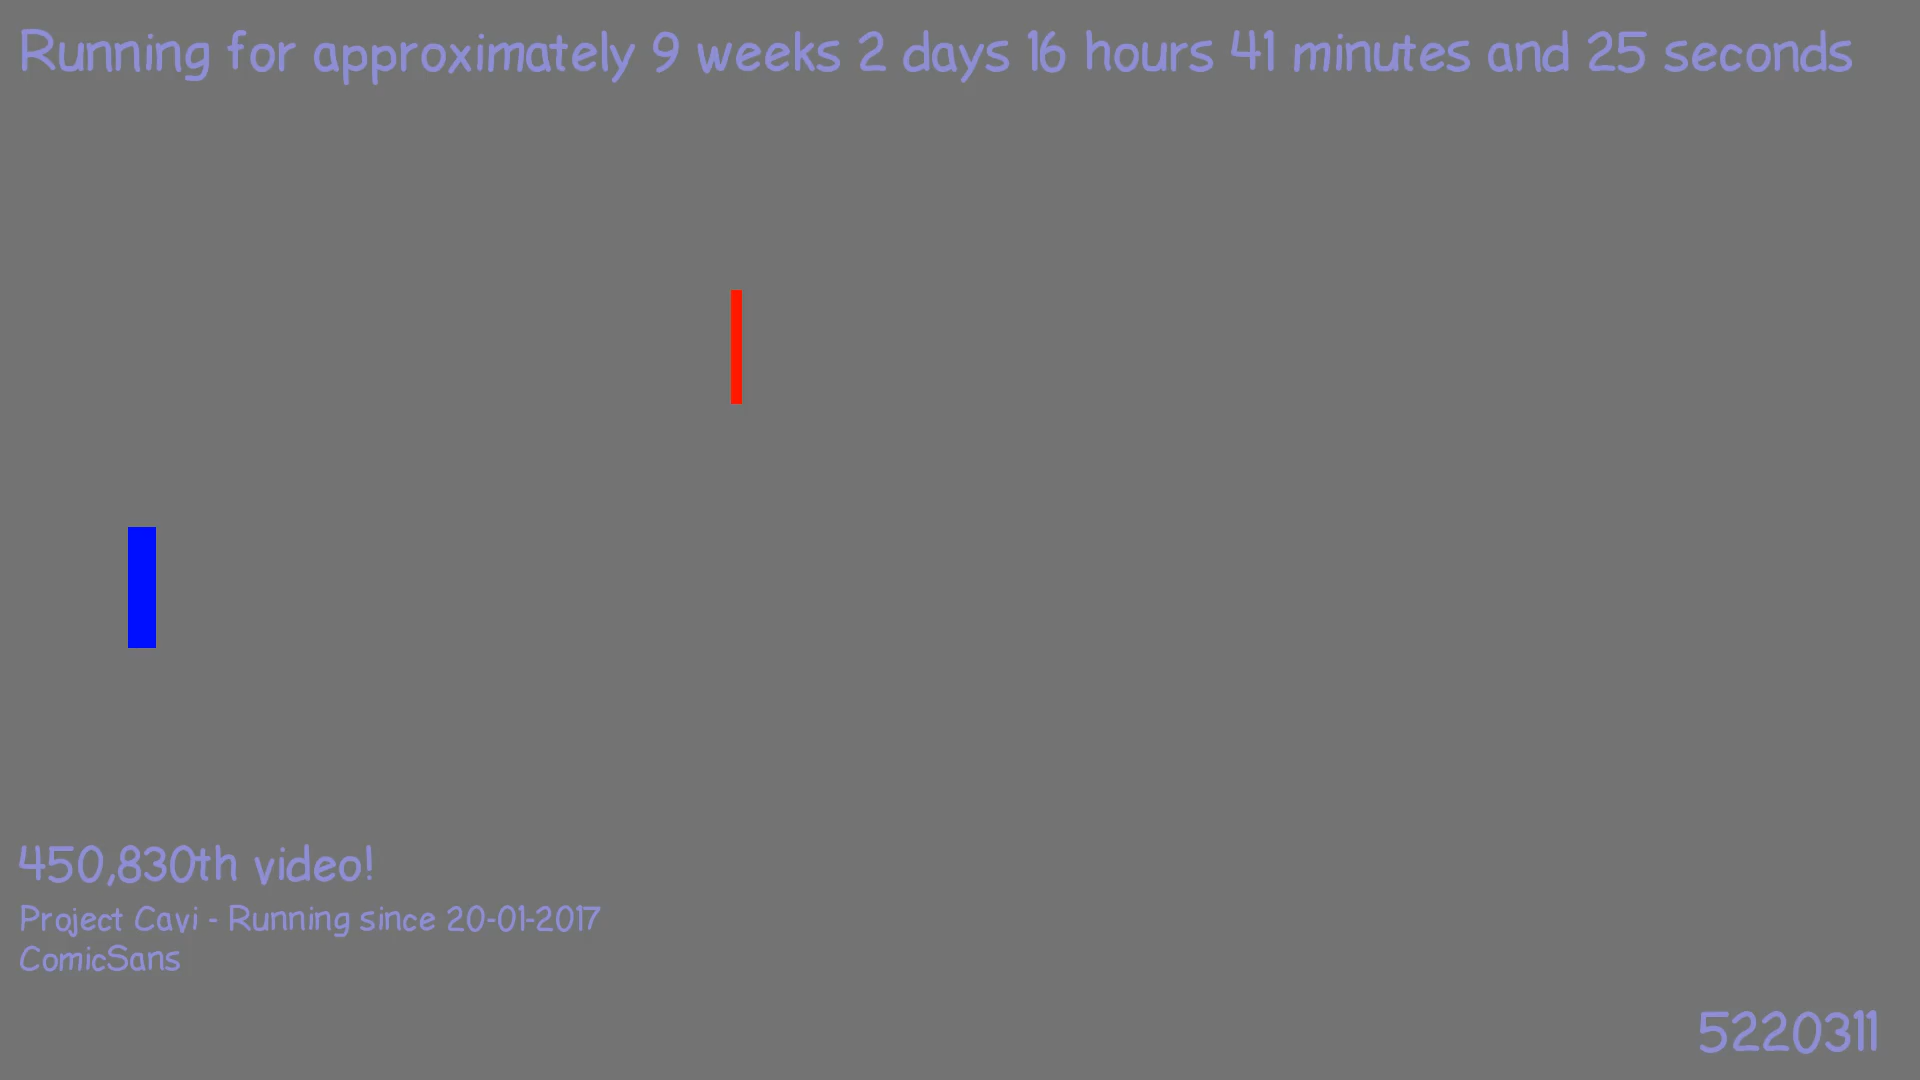 Running for approximately 9 weeks 2 days 16 hours 41 minutes and 25 seconds
450,830th video!
Project Cavi - Running since 20-01-2017
ComicSans
5220311